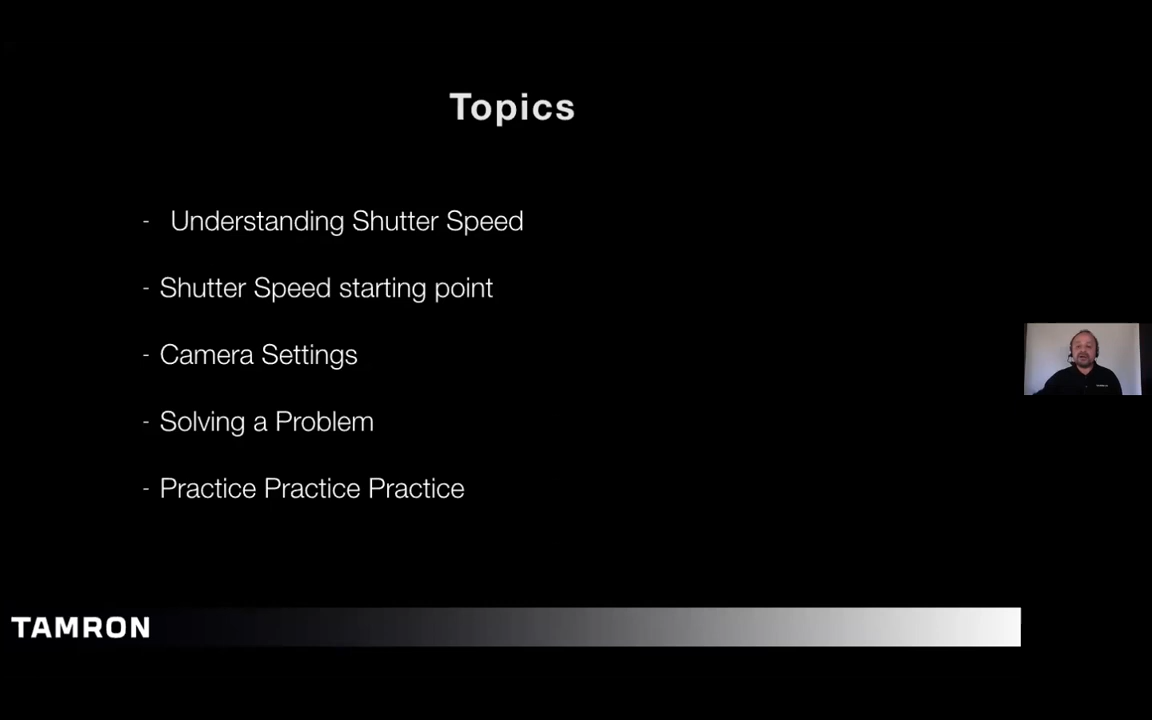 Topics
- Understanding Shutter Speed
- Shutter Speed starting point
- Camera Settings
- Solving a Problem
- Practice Practice Practice
TAMRON